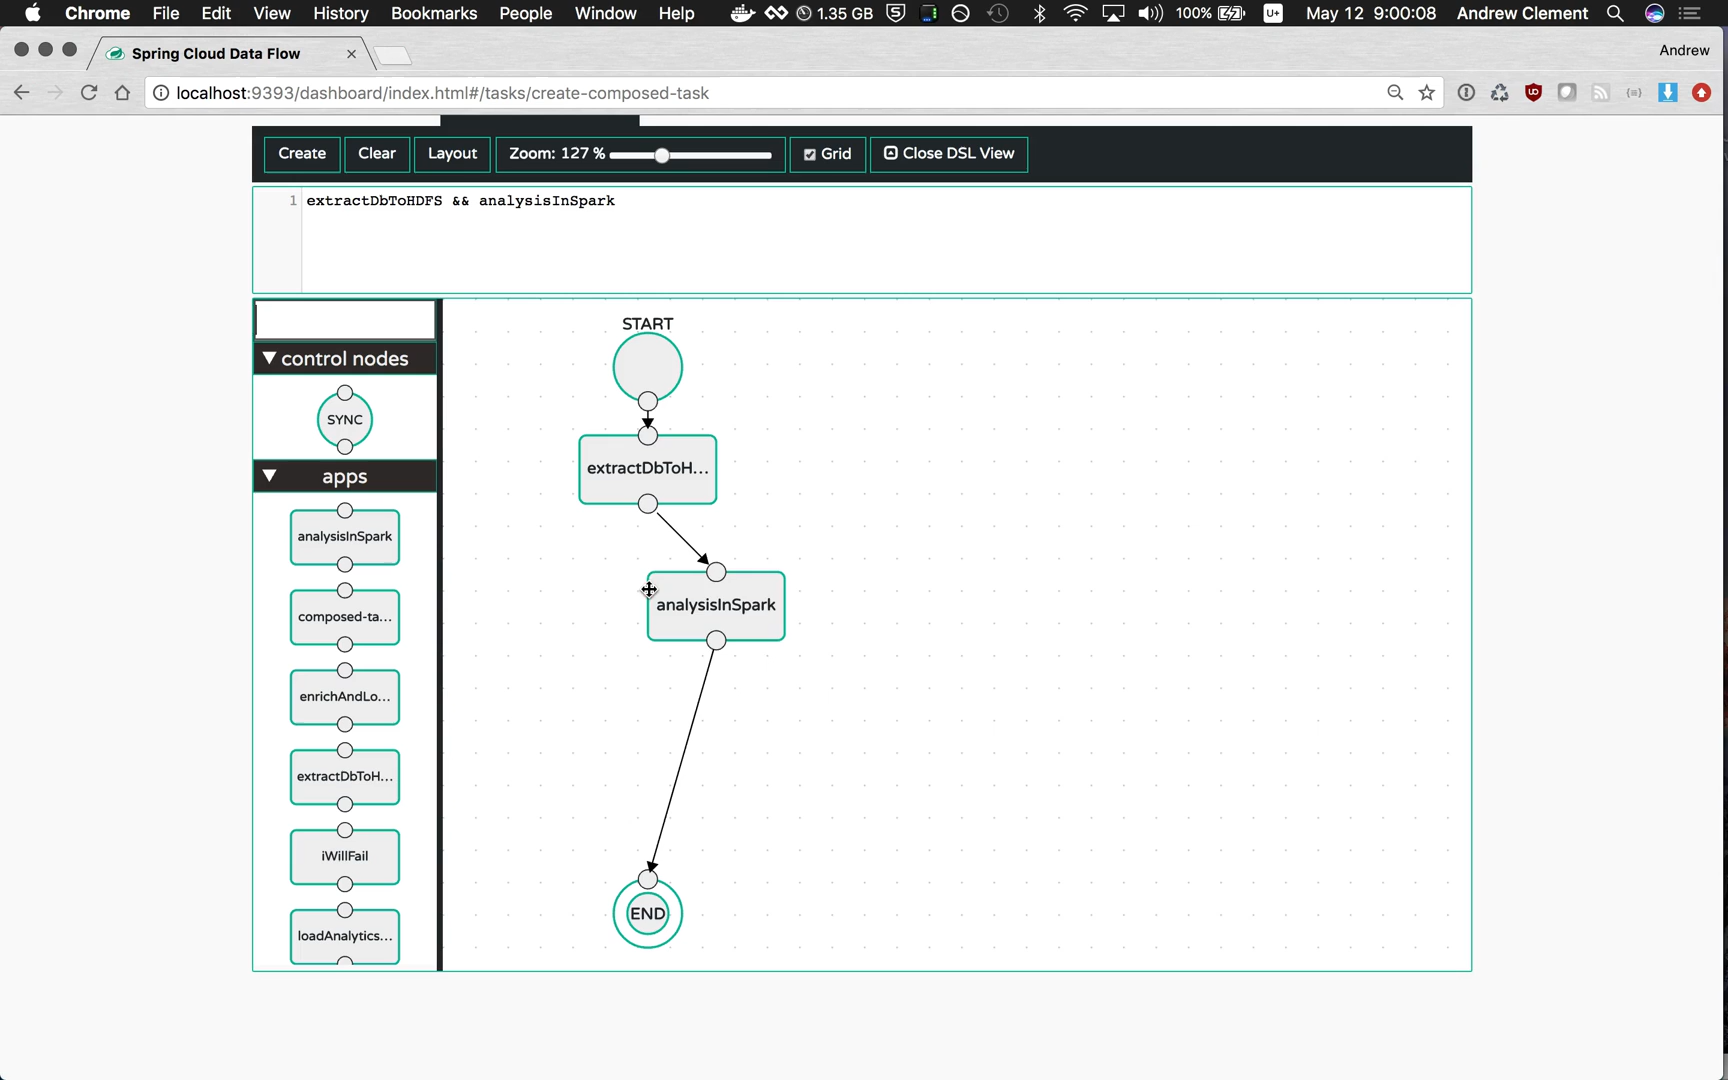 Chrome File Edit View History Bookmarks People Window Help 1.35 GB 100% U+ May 12 9:00:08 Andrew Clement
Spring Cloud Data Flow
Andrew
localhost:9393/dashboard/index.html#/tasks/create-composed-task
Create Clear Layout Zoom: 127 % Grid Close DSL View
1 extractDbToHDFS && analysisInSpark
START
control nodes
SYNC
extractDbToH...
apps
analysisInSpark
analysisInSpark
composed-ta...
enrichAndLo...
extractDbToH...
iWillFail
END
loadAnalytics...